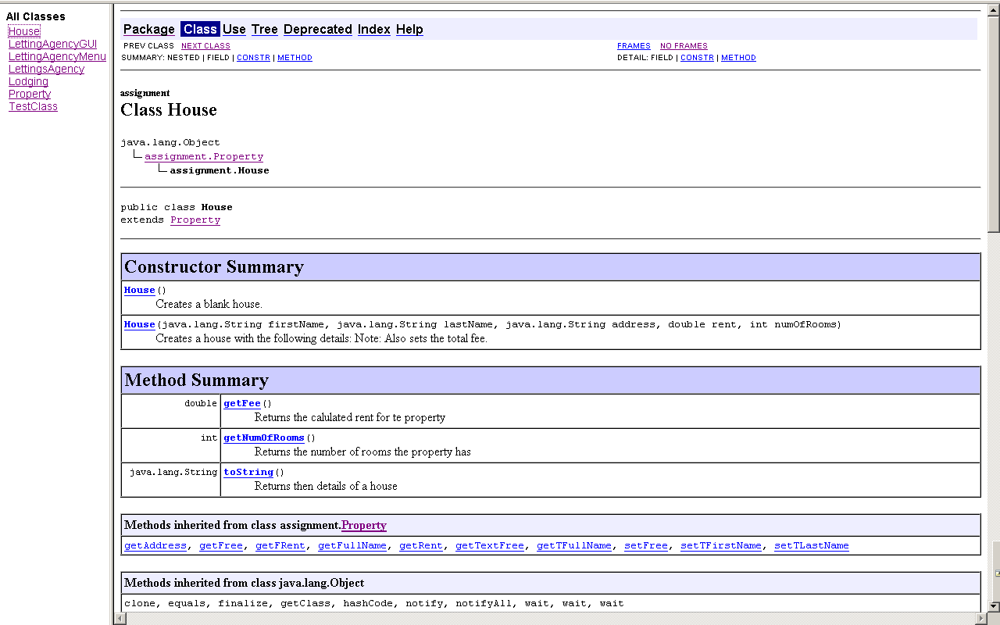 All Classes
House
LettingAgencyGUI
LettingAgencyMenu
LettingsAgency
Lodging
Property
TestClass
Package Class Use Tree Deprecated Index Help
PREV CLASS NEXT CLASS FRAMES NO FRAMES
SUMMARY: NESTED | FIELD | CONSTR | METHOD DETAIL: FIELD | CONSTR | METHOD
assignment
Class House
java.lang.Object
assignment.Property
assignment.House
public class House
extends Property
Constructor Summary
House()
Creates a blank house.
House(java.lang.String firstName, java.lang.String lastName, java.lang.String address, double rent, int numOfRooms)
Creates a house with the following details: Note: Also sets the total fee.
Method Summary
double getFee()
Returns the calulated rent for te property
int getNumOfRooms()
Returns the number of rooms the property has
java.lang.String toString()
Returns then details of a house
Methods inherited from class assignment.Property
getAddress, getFree, getFRent, getFullName, getRent, getTextFree, getTFullName, setFree, setTFirstName, setTLastName
Methods inherited from class java.lang.Object
clone, equals, finalize, getClass, hashCode, notify, notifyAll, wait, wait, wait